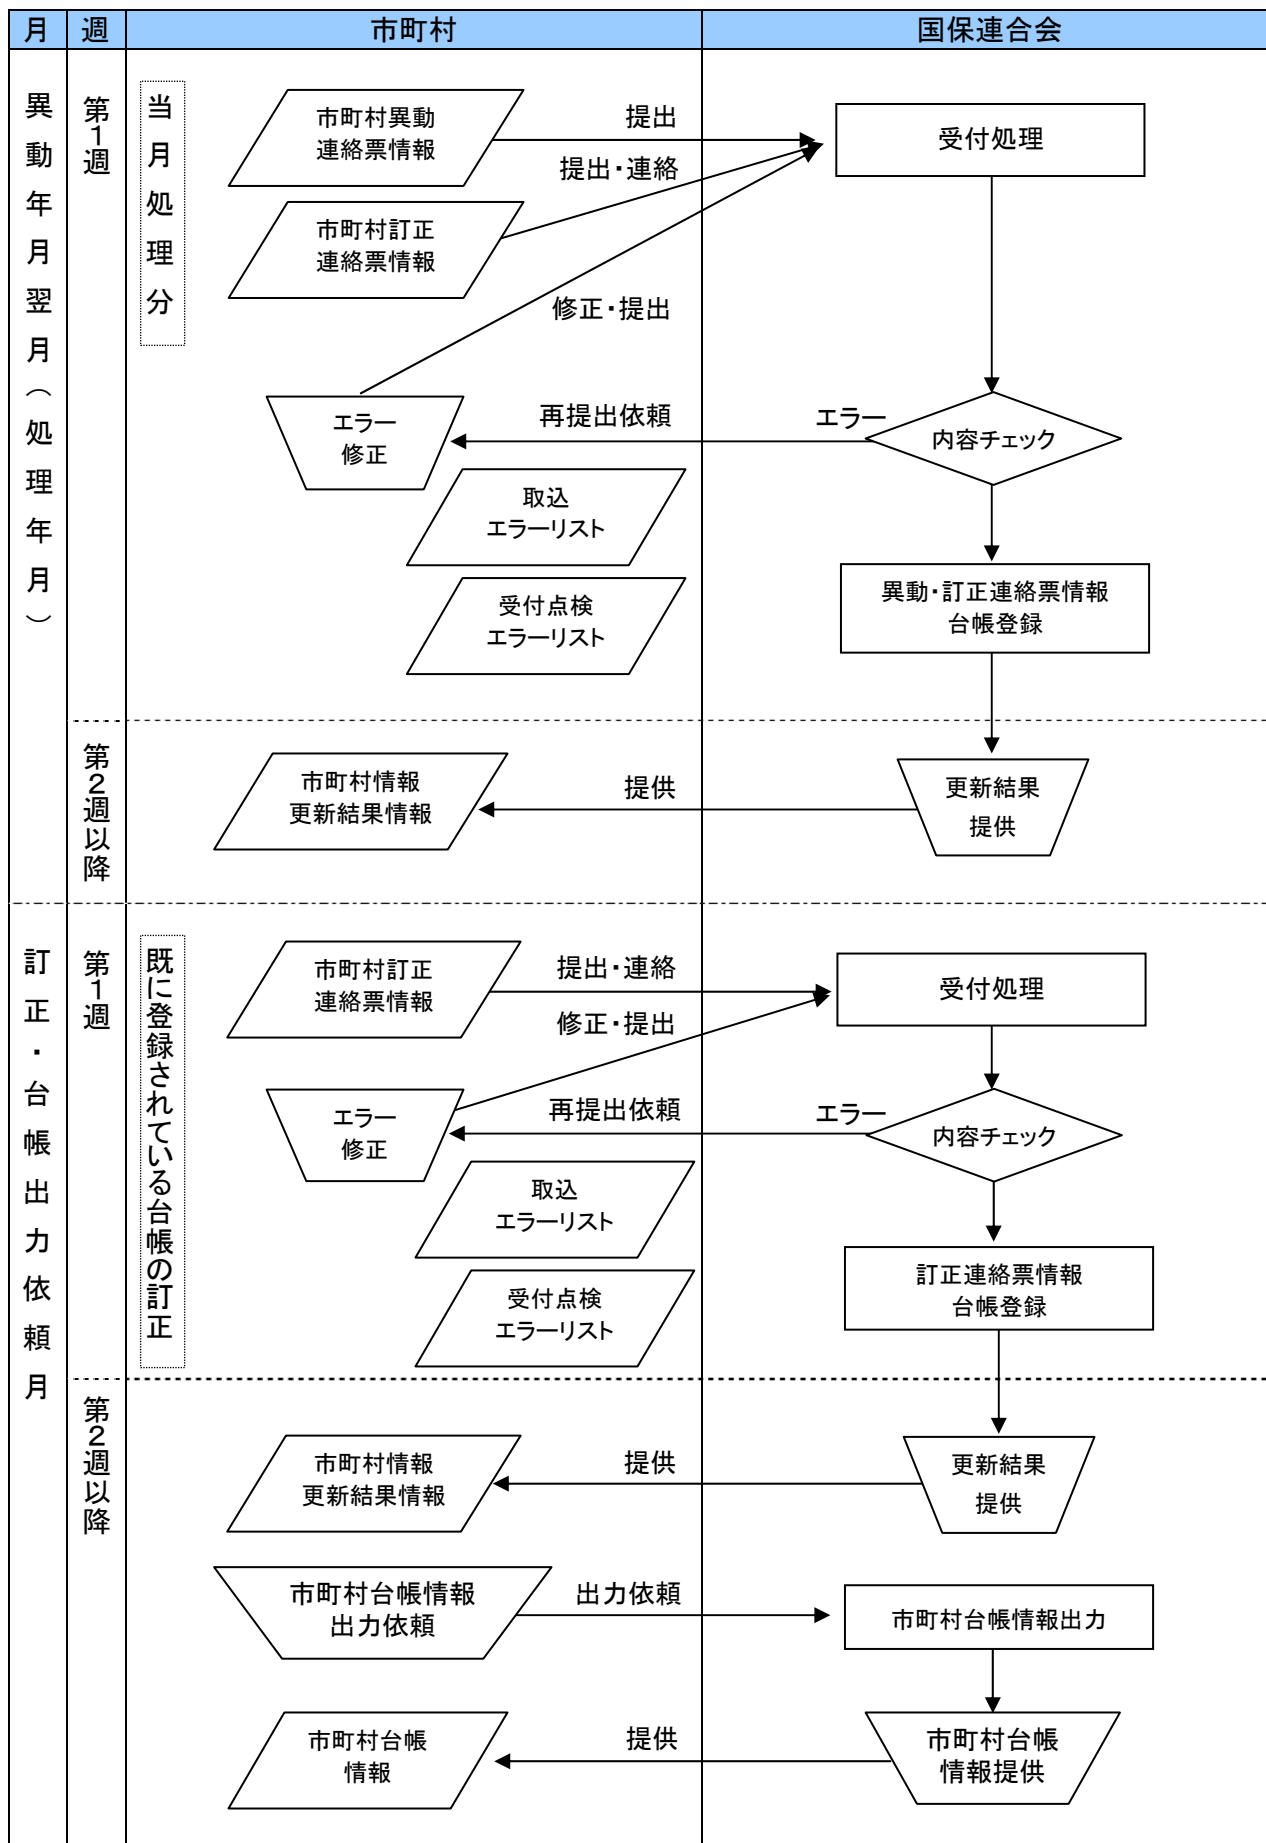 月 週 市町村 国保連合会
異動年月翌月（処理年月）
第1週
当月処理分
市町村異動
連絡票情報
提出
受付処理
提出・連絡
市町村訂正
連絡票情報
修正・提出
エラー
修正
再提出依頼
エラー
内容チェック
取込
エラーリスト
異動・訂正連絡票情報
台帳登録
受付点検
エラーリスト
第2週以降
市町村情報
更新結果情報
提供
更新結果
提供
訂正・台帳出力依頼月
第1週
既に登録されている台帳の訂正
市町村訂正
連絡票情報
提出・連絡
受付処理
修正・提出
エラー
修正
再提出依頼
エラー
内容チェック
取込
エラーリスト
訂正連絡票情報
台帳登録
受付点検
エラーリスト
第2週以降
市町村情報
更新結果情報
提供
更新結果
提供
市町村台帳情報
出力依頼
出力依頼
市町村台帳情報出力
市町村台帳
情報
提供
市町村台帳
情報提供